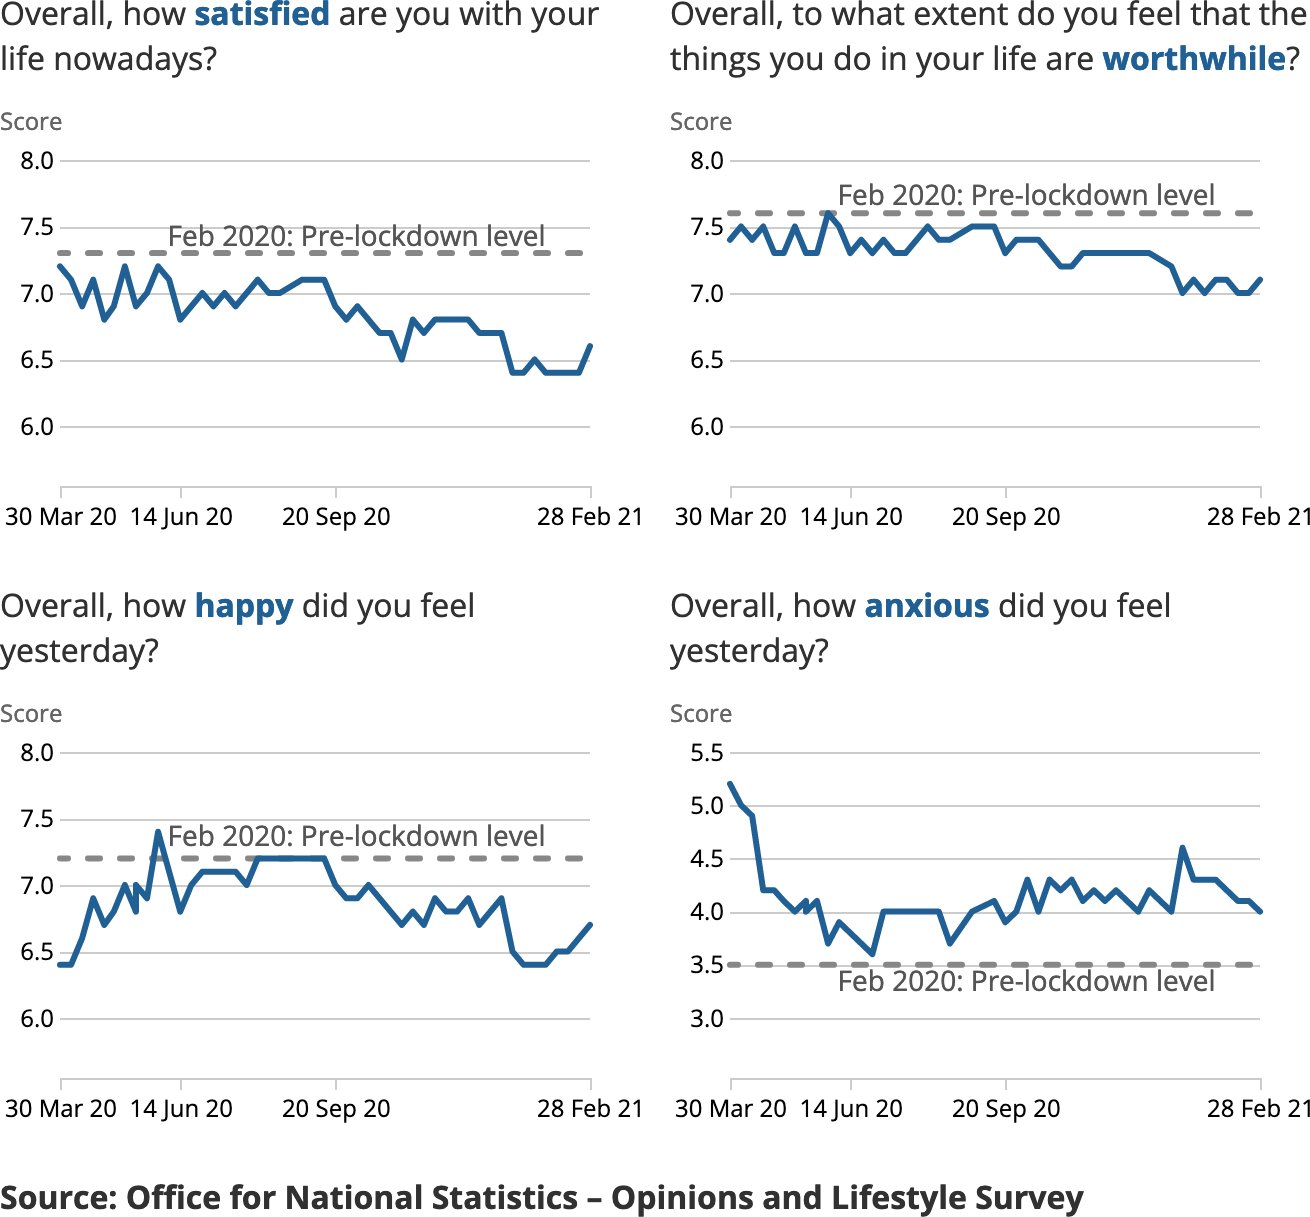 Overall, how satisfied are you with your
life nowadays?
Score
8.0
7.5
Feb 2020: Pre-lockdown level
7.0
6.5
6.0
30 Mar 20 14 Jun 20 20 Sep 20 28 Feb 21
Overall, to what extent do you feel that the
things you do in your life are worthwhile?
Score
8.0
Feb 2020: Pre-lockdown level
7.5
7.0
6.5
6.0
30 Mar 20 14 Jun 20 20 Sep 20 28 Feb 21
Overall, how happy did you feel
yesterday?
Score
8.0
7.5
Feb 2020: Pre-lockdown level
7.0
6.5
6.0
30 Mar 20 14 Jun 20 20 Sep 20 28 Feb 21
Overall, how anxious did you feel
yesterday?
Score
5.5
5.0
4.5
4.0
3.5
Feb 2020: Pre-lockdown level
3.0
30 Mar 20 14 Jun 20 20 Sep 20 28 Feb 21
Source: Office for National Statistics – Opinions and Lifestyle Survey